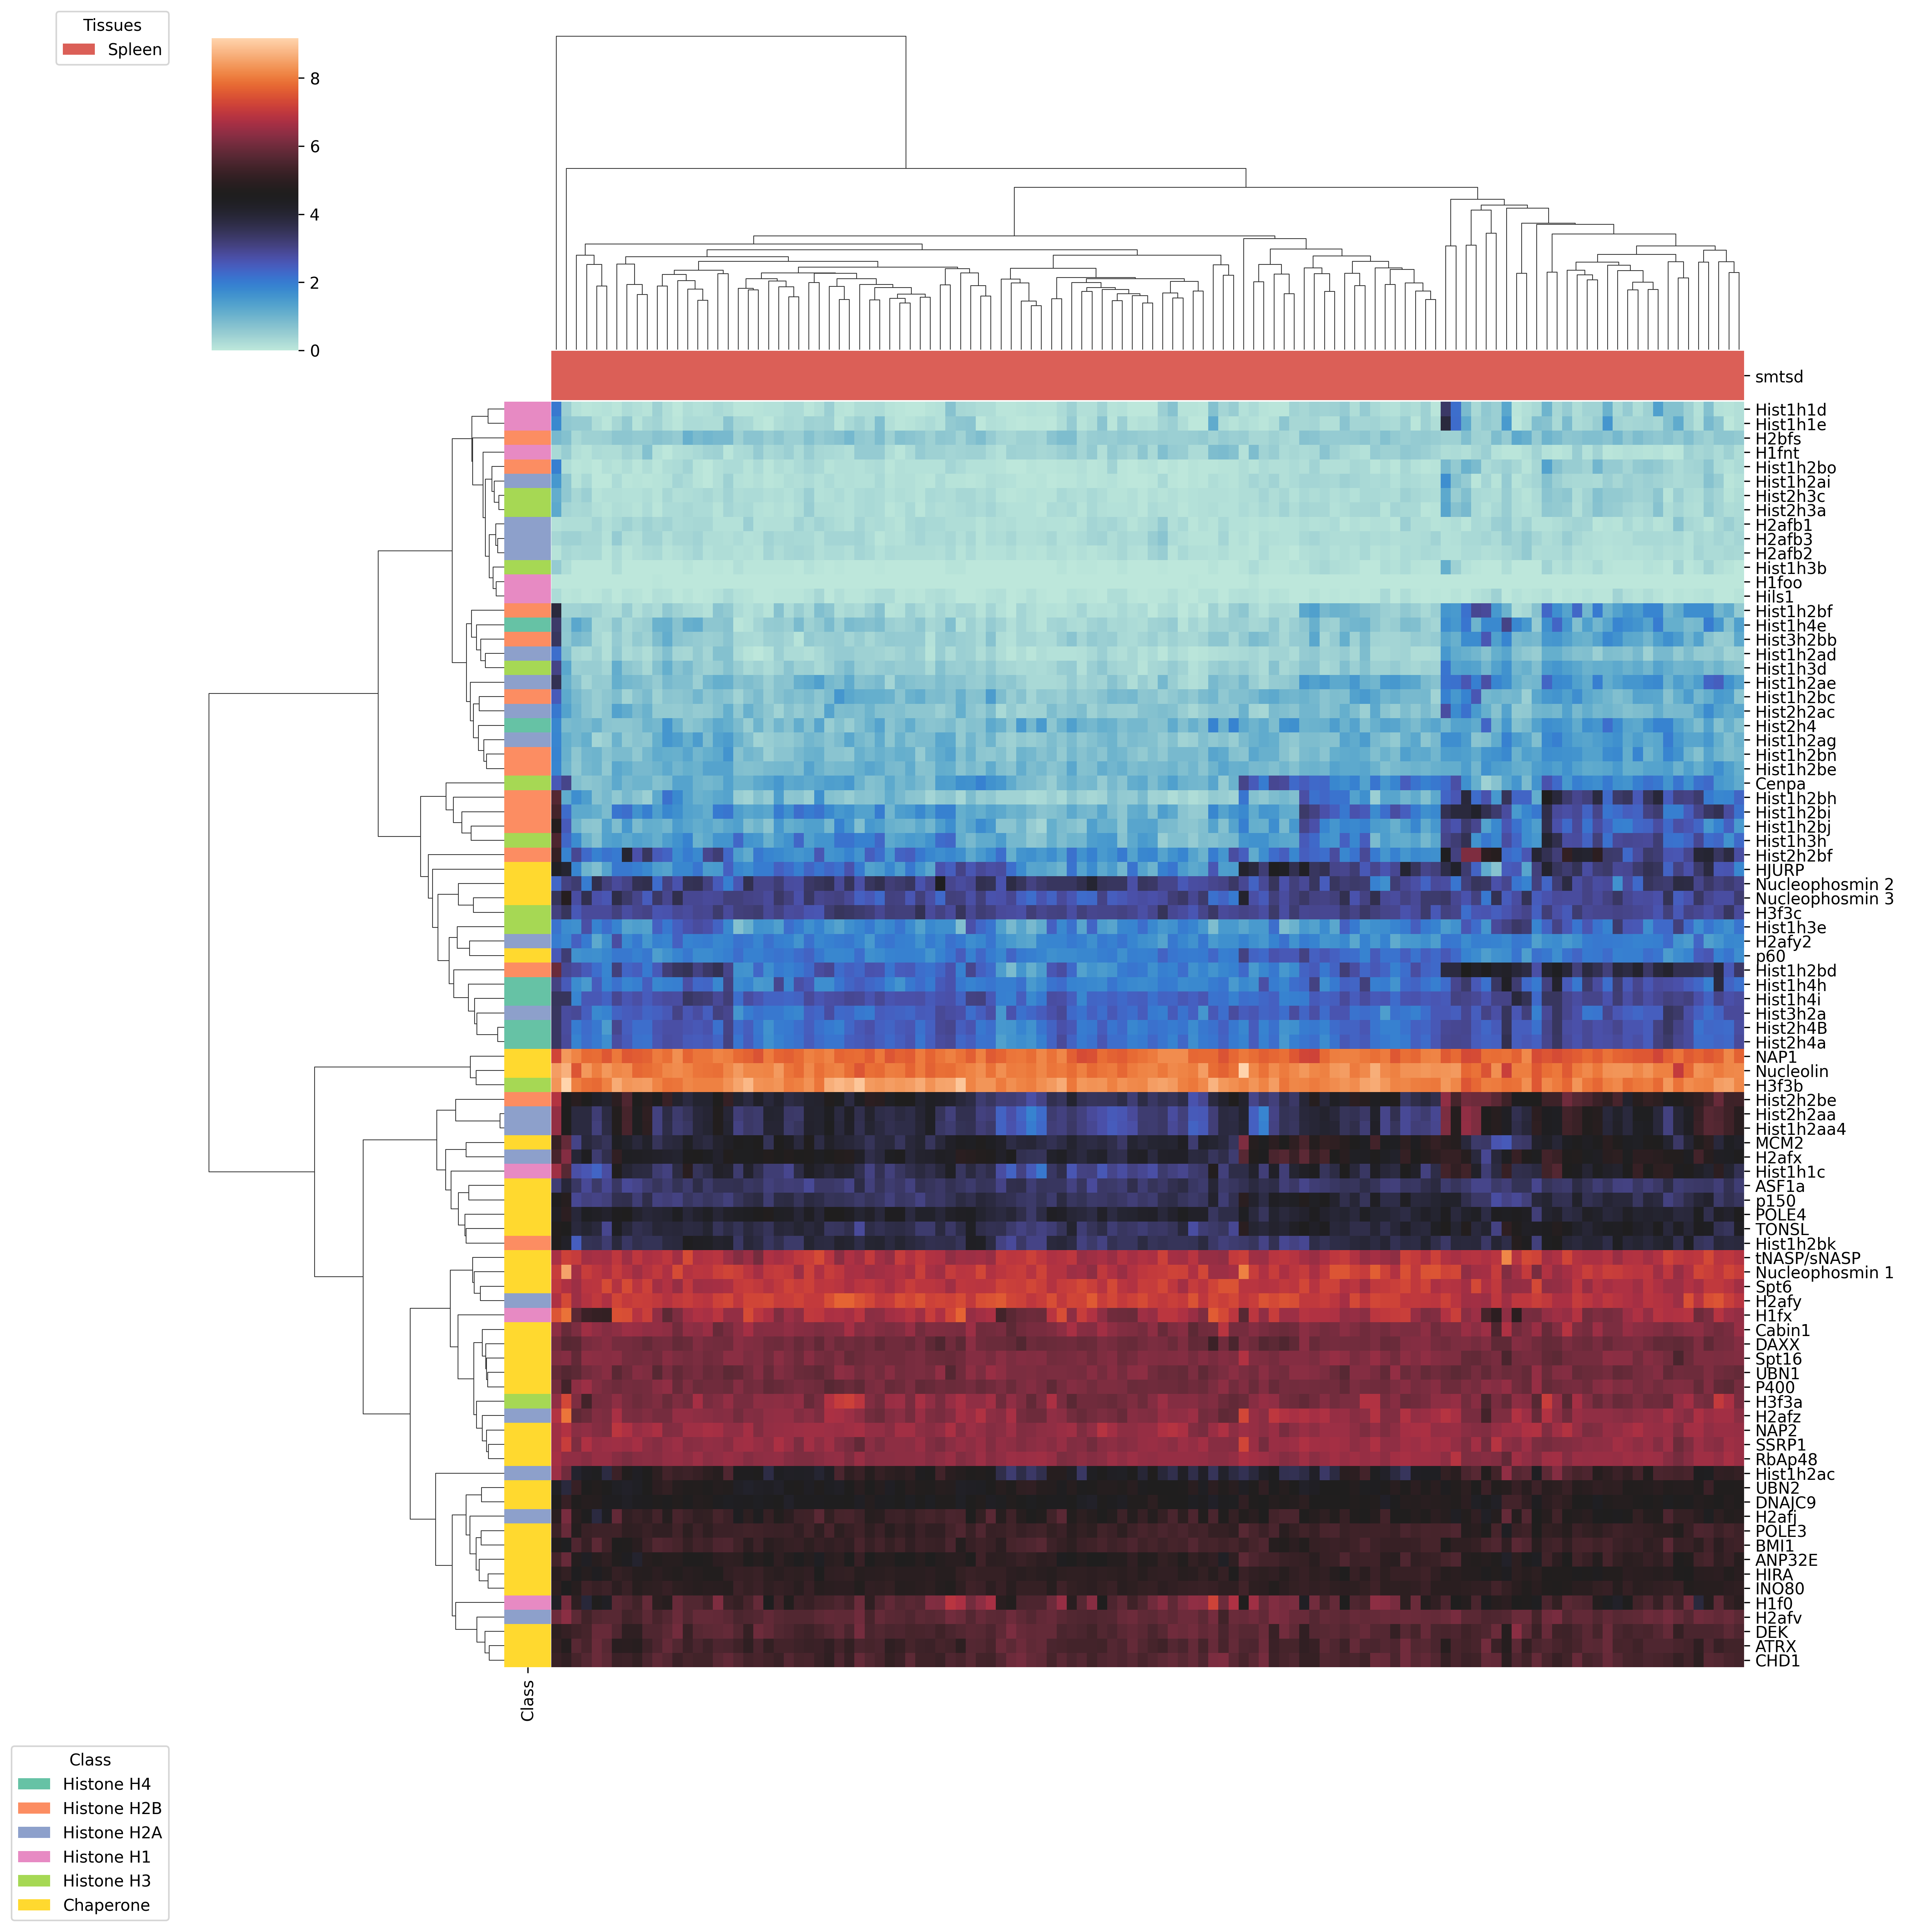 Tissues
Spleen
8
6
4
2
0
smtsd
Hist1h1d
Hist1h1e
H2bfs
H1fnt
Hist1h2bo
Hist1h2ai
Hist2h3c
Hist2h3a
H2afb1
H2afb3
H2afb2
Hist1h3b
H1foo
Hils1
Hist1h2bf
Hist1h4e
Hist3h2bb
Hist1h2ad
Hist1h3d
Hist1h2ae
Hist1h2bc
Hist2h2ac
Hist2h4
Hist1h2ag
Hist1h2bn
Hist1h2be
Cenpa
Hist1h2bh
Hist1h2bi
Hist1h2bj
Hist1h3h
Hist2h2bf
HJURP
Nucleophosmin 2
Nucleophosmin 3
H3f3c
Hist1h3e
H2afy2
p60
Hist1h2bd
Hist1h4h
Hist1h4i
Hist3h2a
Hist2h4B
Hist2h4a
NAP1
Nucleolin
H3f3b
Hist2h2be
Hist2h2aa
Hist1h2aa4
MCM2
H2afx
Hist1h1c
ASF1a
p150
POLE4
TONSL
Hist1h2bk
tNASP/sNASP
Nucleophosmin 1
Spt6
H2afy
H1fx
Cabin1
DAXX
Spt16
UBN1
P400
H3f3a
H2afz
NAP2
SSRP1
RbAp48
Hist1h2ac
UBN2
DNAJC9
H2afj
POLE3
BMI1
ANP32E
HIRA
INO80
H1f0
H2afv
DEK
ATRX
CHD1
Class
Class
Histone H4
Histone H2B
Histone H2A
Histone H1
Histone H3
Chaperone